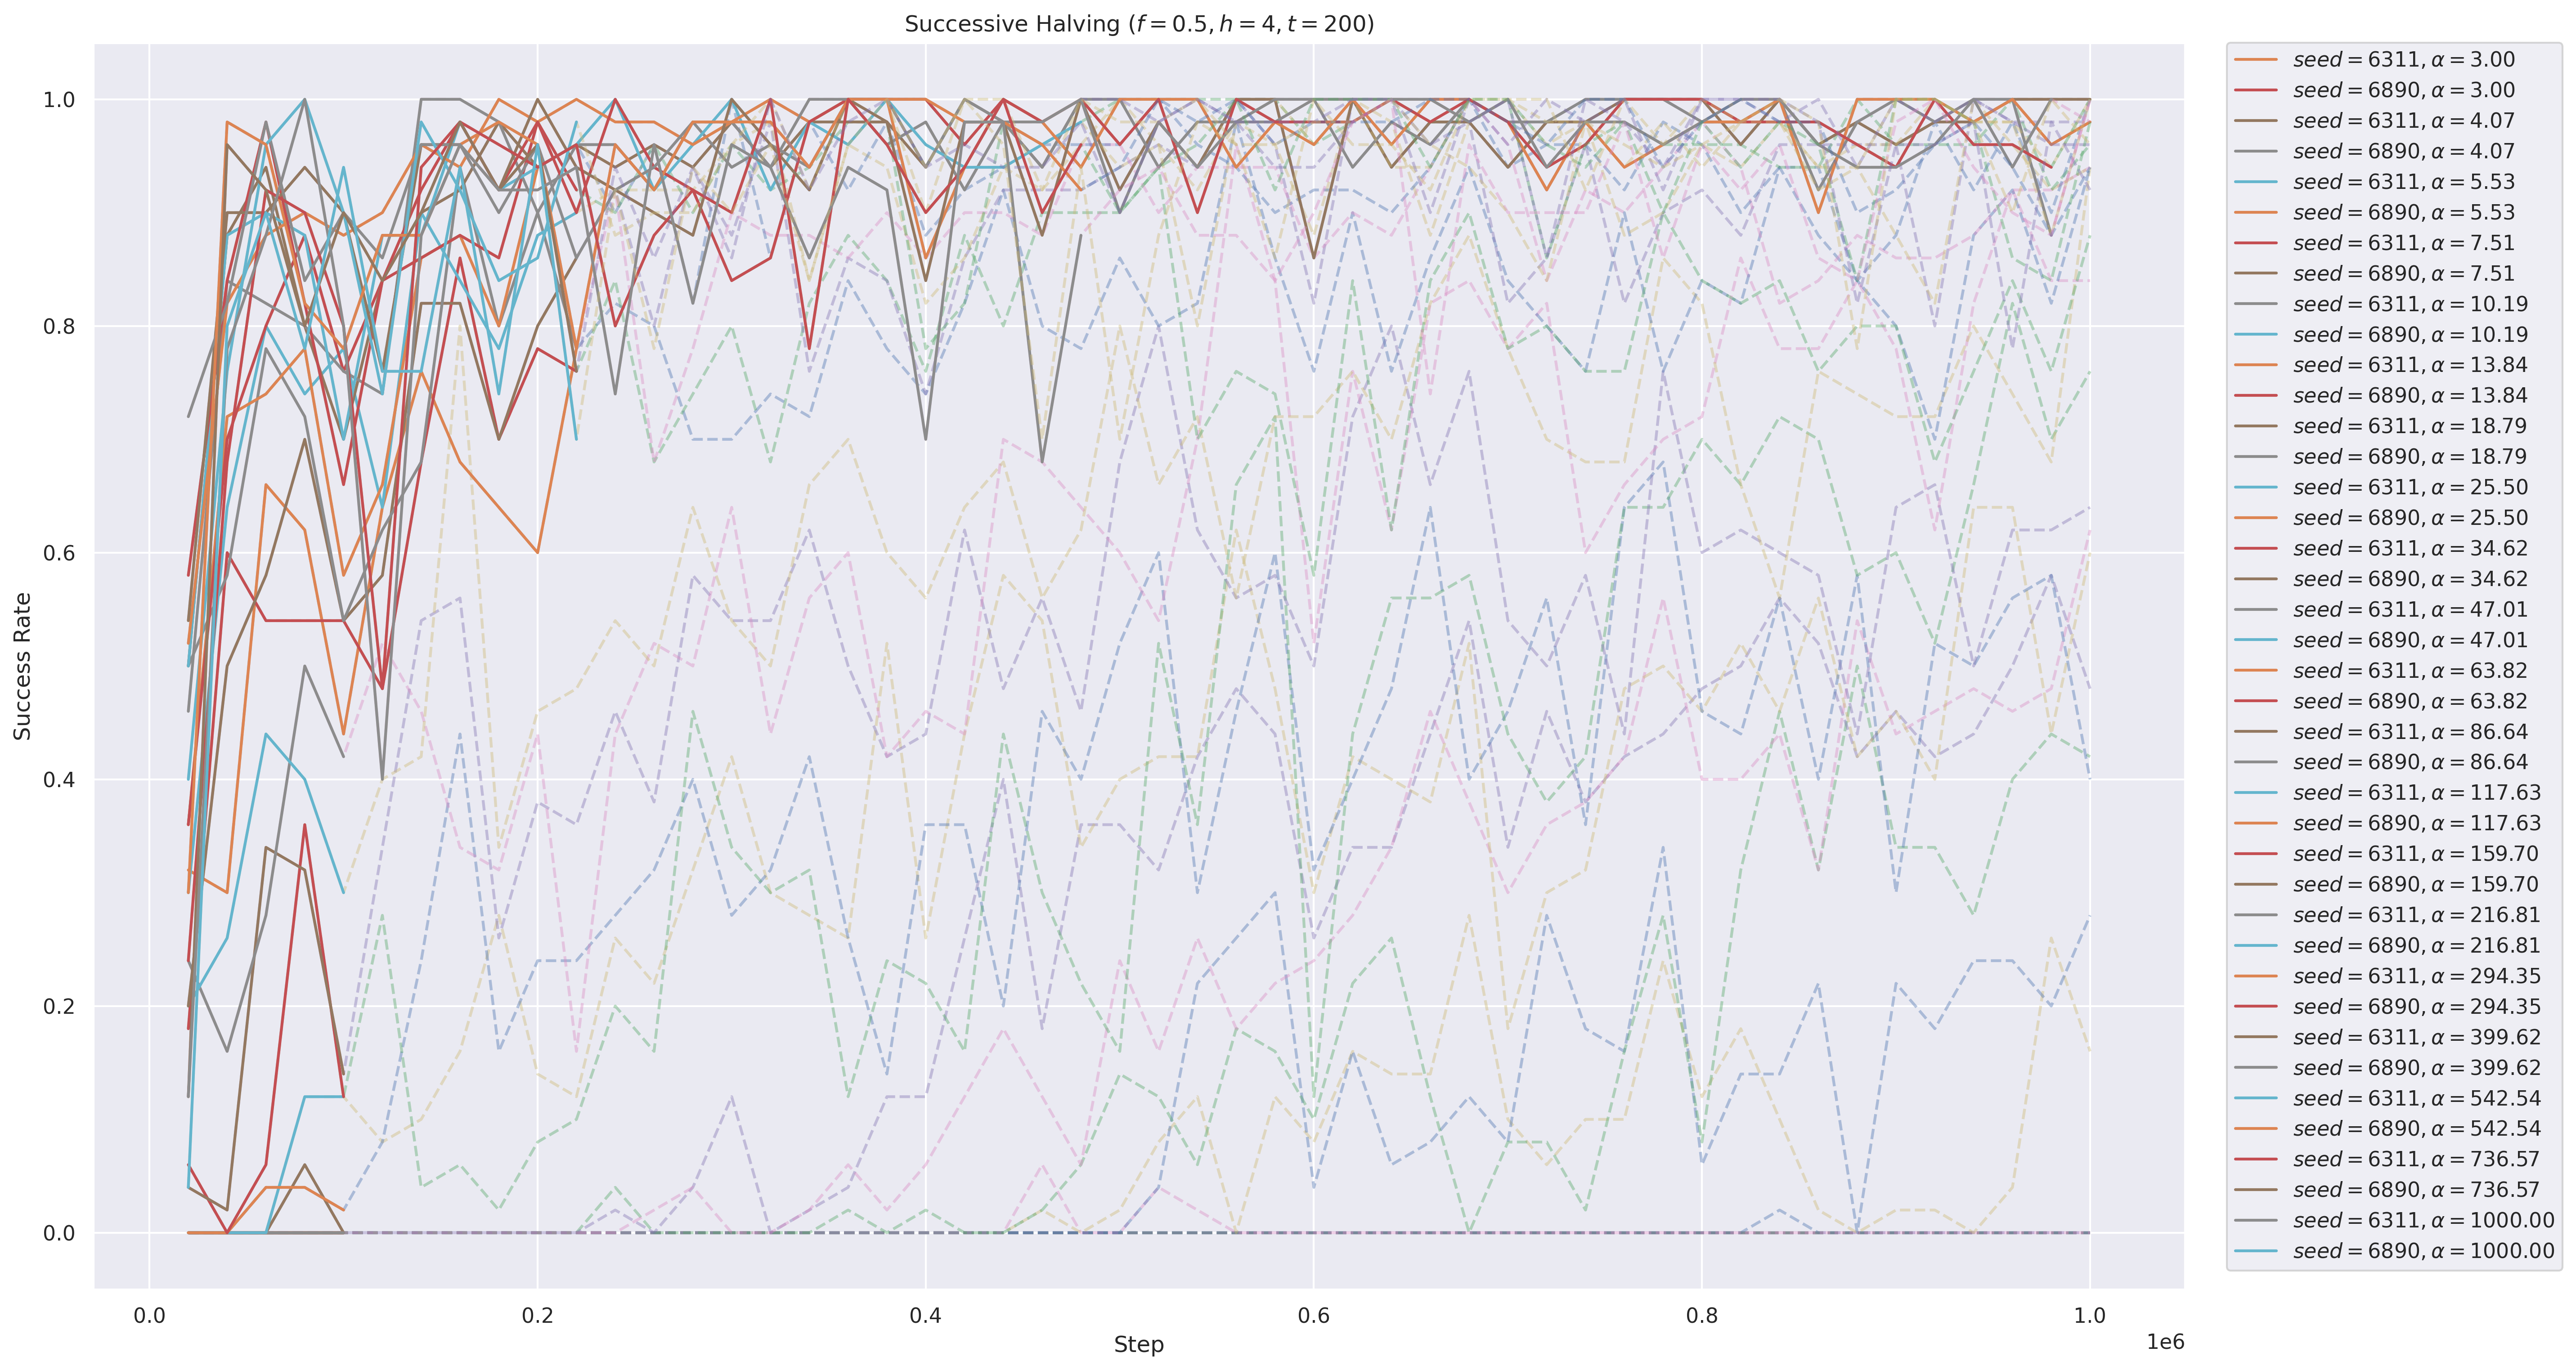 Successive Halving (f = 0.5, h = 4, t = 200)
1.0
0.8
0.6
0.4
0.2
0.0
Success Rate
0.0 0.2 0.4 0.6 0.8 1.0
1e6
Step
seed = 6311, α = 3.00
seed = 6890, α = 3.00
seed = 6311, α = 4.07
seed = 6890, α = 4.07
seed = 6311, α = 5.53
seed = 6890, α = 5.53
seed = 6311, α = 7.51
seed = 6890, α = 7.51
seed = 6311, α = 10.19
seed = 6890, α = 10.19
seed = 6311, α = 13.84
seed = 6890, α = 13.84
seed = 6311, α = 18.79
seed = 6890, α = 18.79
seed = 6311, α = 25.50
seed = 6890, α = 25.50
seed = 6311, α = 34.62
seed = 6890, α = 34.62
seed = 6311, α = 47.01
seed = 6890, α = 47.01
seed = 6311, α = 63.82
seed = 6890, α = 63.82
seed = 6311, α = 86.64
seed = 6890, α = 86.64
seed = 6311, α = 117.63
seed = 6890, α = 117.63
seed = 6311, α = 159.70
seed = 6890, α = 159.70
seed = 6311, α = 216.81
seed = 6890, α = 216.81
seed = 6311, α = 294.35
seed = 6890, α = 294.35
seed = 6311, α = 399.62
seed = 6890, α = 399.62
seed = 6311, α = 542.54
seed = 6890, α = 542.54
seed = 6311, α = 736.57
seed = 6890, α = 736.57
seed = 6311, α = 1000.00
seed = 6890, α = 1000.00